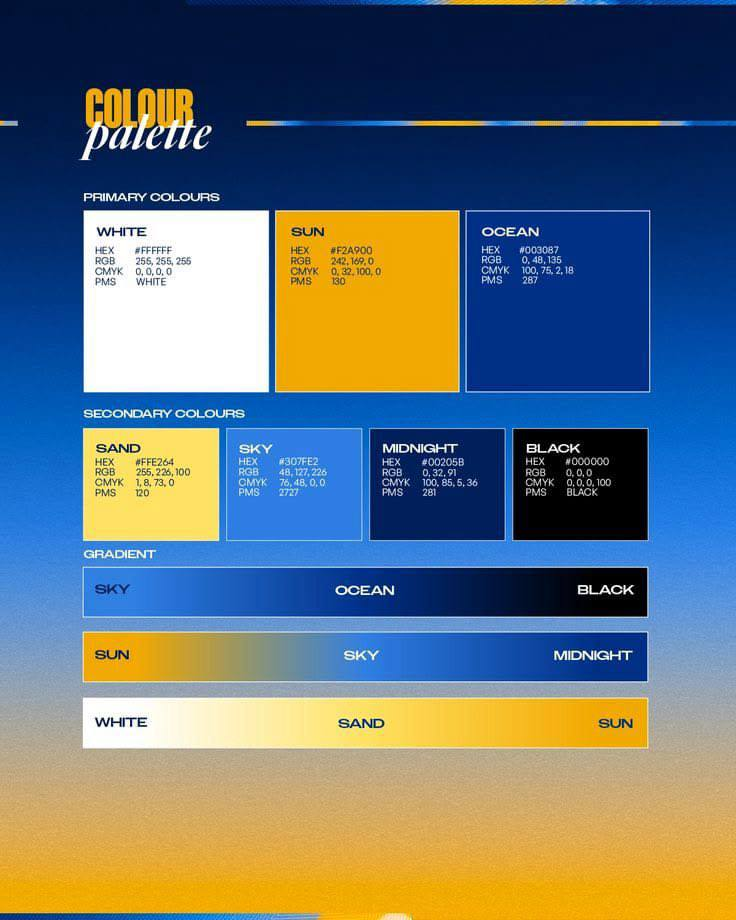 COLOUR
palette
PRIMARY COLOURS
WHITE
HEX #FFFFFF
RGB 255, 255, 255
CMYK 0, 0, 0, 0
PMS WHITE
SUN
HEX #F2A900
RGB 242, 169, 0
CMYK 0, 32, 100, 0
PMS 130
OCEAN
HEX #003087
RGB 0, 48, 135
CMYK 100, 75, 2, 18
PMS 287
SECONDARY COLOURS
SAND
HEX #FFE264
RGB 255, 226, 100
CMYK 1, 8, 73, 0
PMS 120
SKY
HEX #307FE2
RGB 48, 127, 226
CMYK 76, 48, 0, 0
PMS 2727
MIDNIGHT
HEX #00205B
RGB 0, 32, 91
CMYK 100, 85, 5, 36
PMS 281
BLACK
HEX #000000
RGB 0, 0, 0
CMYK 0, 0, 0, 100
PMS BLACK
GRADIENT
SKY OCEAN BLACK
SUN SKY MIDNIGHT
WHITE SAND SUN